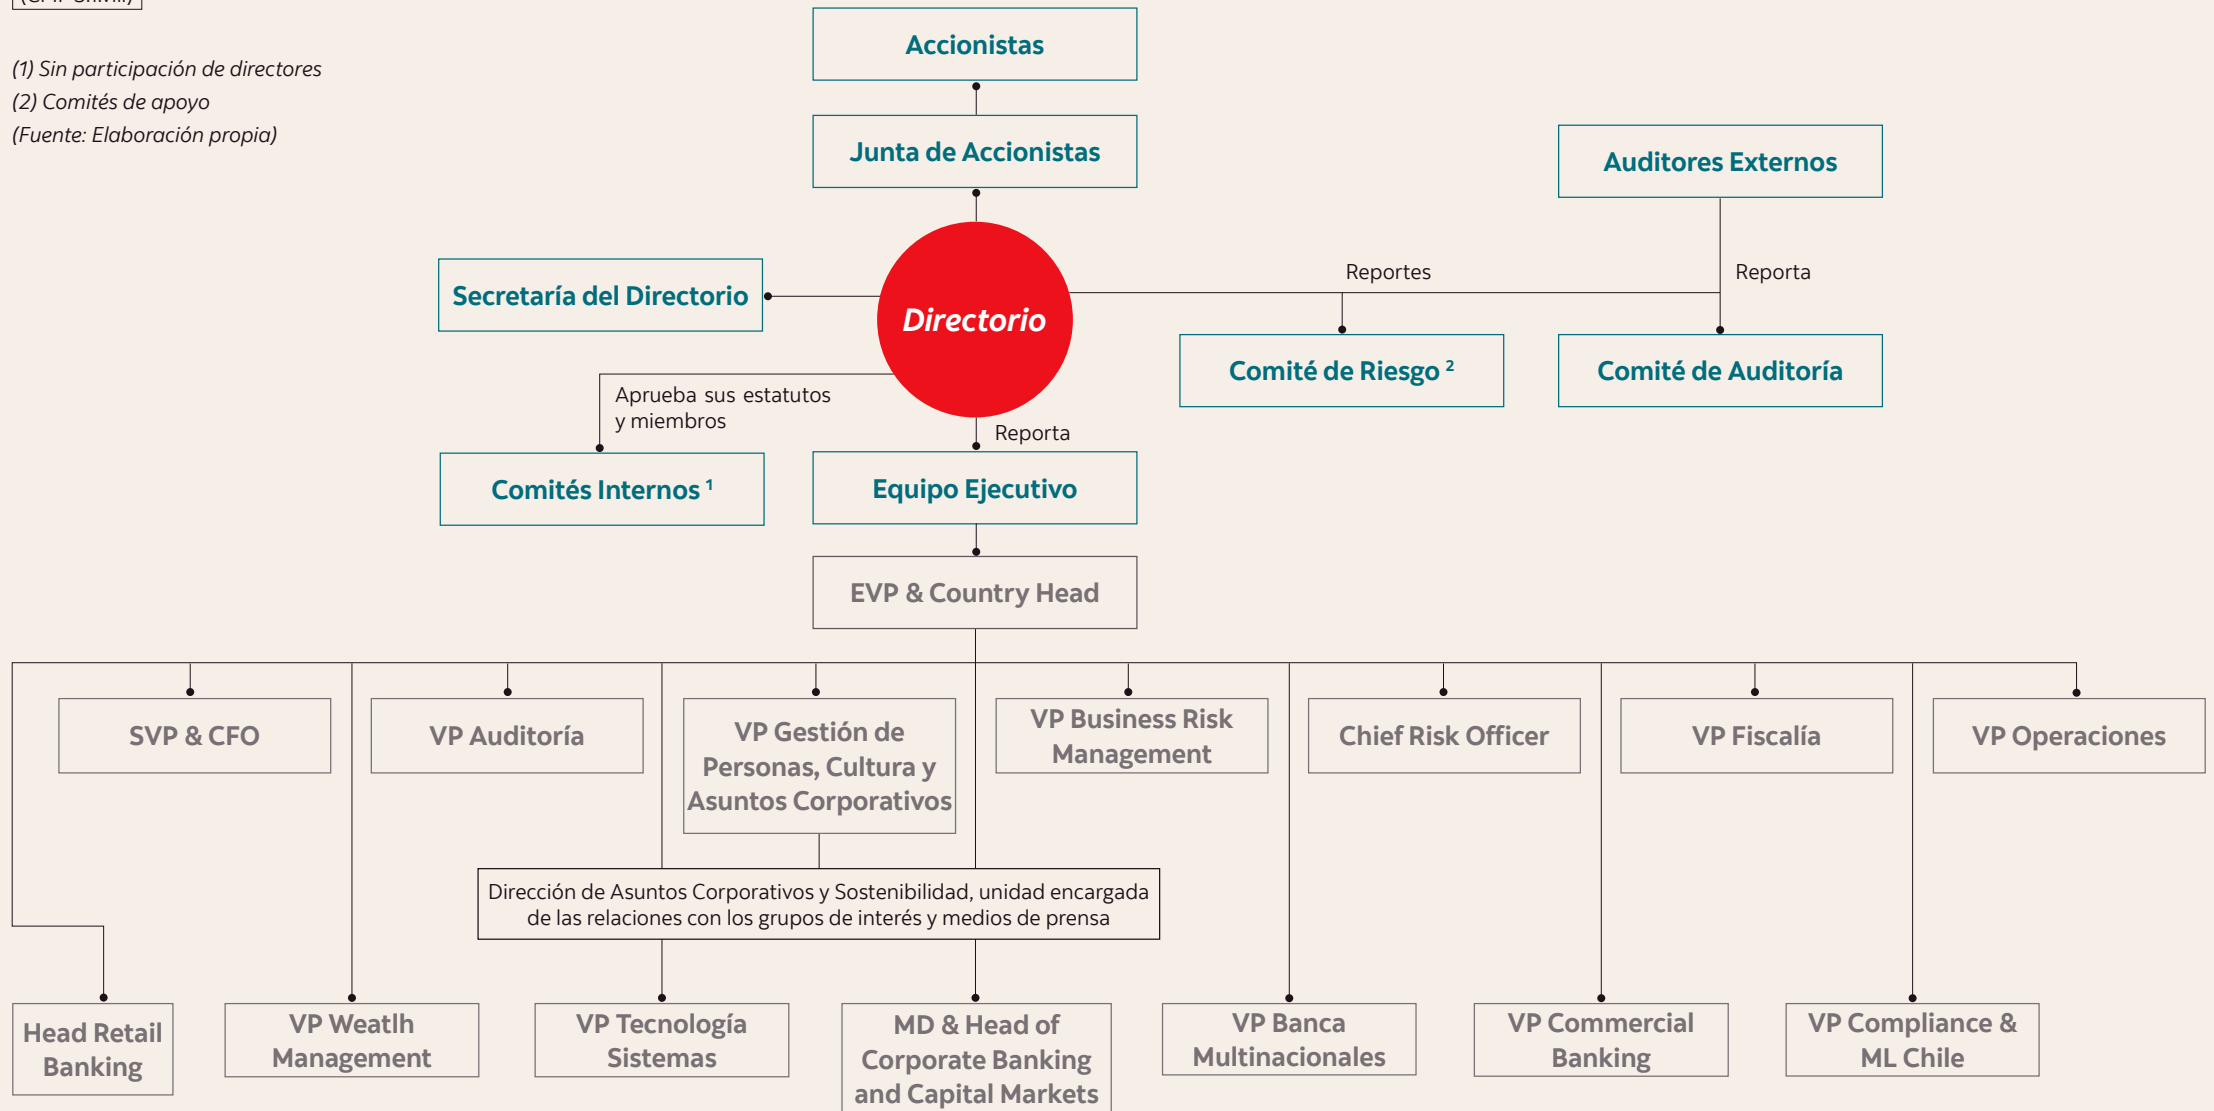 (1) Sin participación de directores
(2) Comités de apoyo
(Fuente: Elaboración propia)
Accionistas
Junta de Accionistas
Auditores Externos
Secretaría del Directorio
Directorio
Reportes
Reporta
Comité de Riesgo ²
Comité de Auditoría
Aprueba sus estatutos
y miembros
Reporta
Comités Internos ¹
Equipo Ejecutivo
EVP & Country Head
SVP & CFO
VP Auditoría
VP Gestión de
Personas, Cultura y
Asuntos Corporativos
VP Business Risk
Management
Chief Risk Officer
VP Fiscalía
VP Operaciones
Dirección de Asuntos Corporativos y Sostenibilidad, unidad encargada
de las relaciones con los grupos de interés y medios de prensa
Head Retail
Banking
VP Weatlh
Management
VP Tecnología
Sistemas
MD & Head of
Corporate Banking
and Capital Markets
VP Banca
Multinacionales
VP Commercial
Banking
VP Compliance &
ML Chile